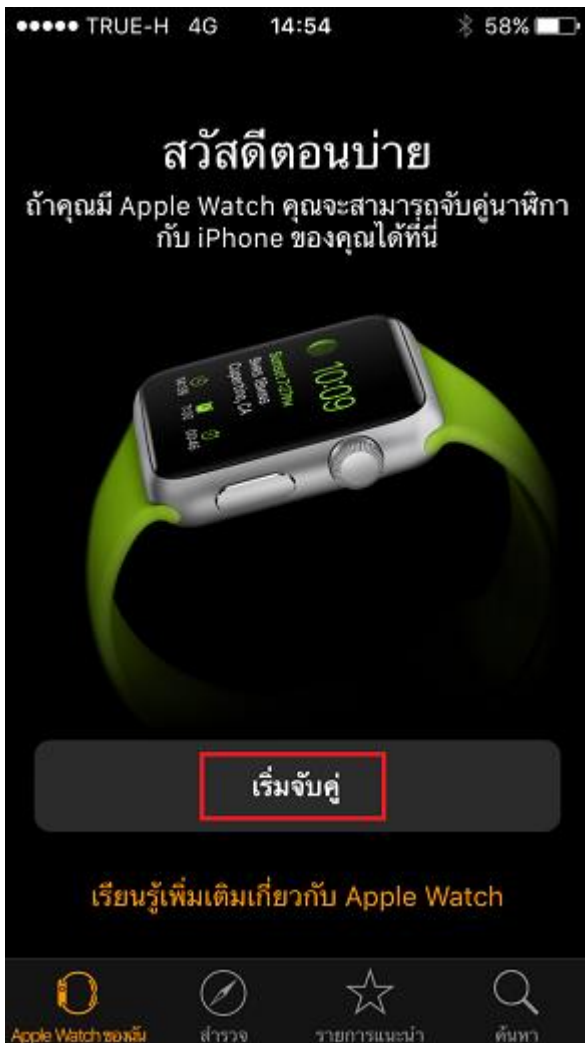 TRUE-H 4G 14:54 58%
สวัสดีตอนบ่าย
ถ้าคุณมี Apple Watch คุณจะสามารถจับคู่นาฬิกา
กับ iPhone ของคุณได้ที่นี่
10:09
Sunset 7:27PM
Cupertino, CA
เริ่มจับคู่
เรียนรู้เพิ่มเติมเกี่ยวกับ Apple Watch
Apple Watch ของฉัน สำรวจ รายการแนะนำ ค้นหา